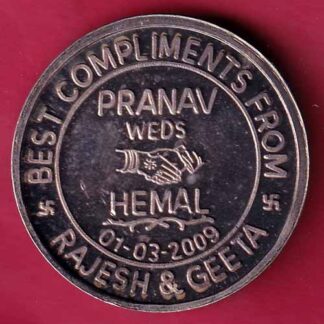 BEST COMPLIMENTS FROM
PRANAV
WEDS
HEMAL
01-03-2009
RAJESH & GEETA